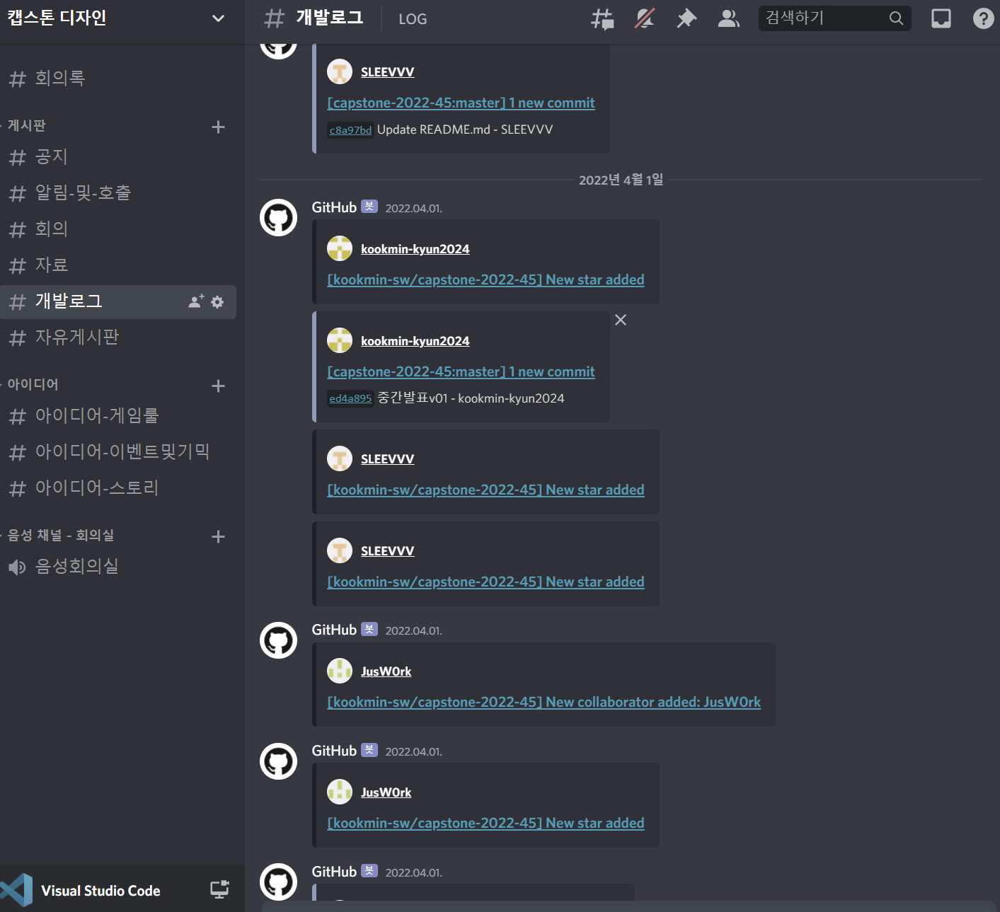 캡스톤 디자인
# 회의록
게시판
# 공지
# 알림-및-호출
# 회의
# 자료
# 개발로그
# 자유게시판
아이디어
# 아이디어-게임룰
# 아이디어-이벤트및기믹
# 아이디어-스토리
음성 채널 - 회의실
음성회의실
Visual Studio Code
# 개발로그 LOG 검색하기
SLEEVVV
[capstone-2022-45:master] 1 new commit
c8a97bd Update README.md - SLEEVVV
2022년 4월 1일
GitHub 봇 2022.04.01.
kookmin-kyun2024
[kookmin-sw/capstone-2022-45] New star added
kookmin-kyun2024
[capstone-2022-45:master] 1 new commit
ed4a895 중간발표v01 - kookmin-kyun2024
SLEEVVV
[kookmin-sw/capstone-2022-45] New star added
SLEEVVV
[kookmin-sw/capstone-2022-45] New star added
GitHub 봇 2022.04.01.
JusW0rk
[kookmin-sw/capstone-2022-45] New collaborator added: JusW0rk
GitHub 봇 2022.04.01.
JusW0rk
[kookmin-sw/capstone-2022-45] New star added
GitHub 봇 2022.04.01.